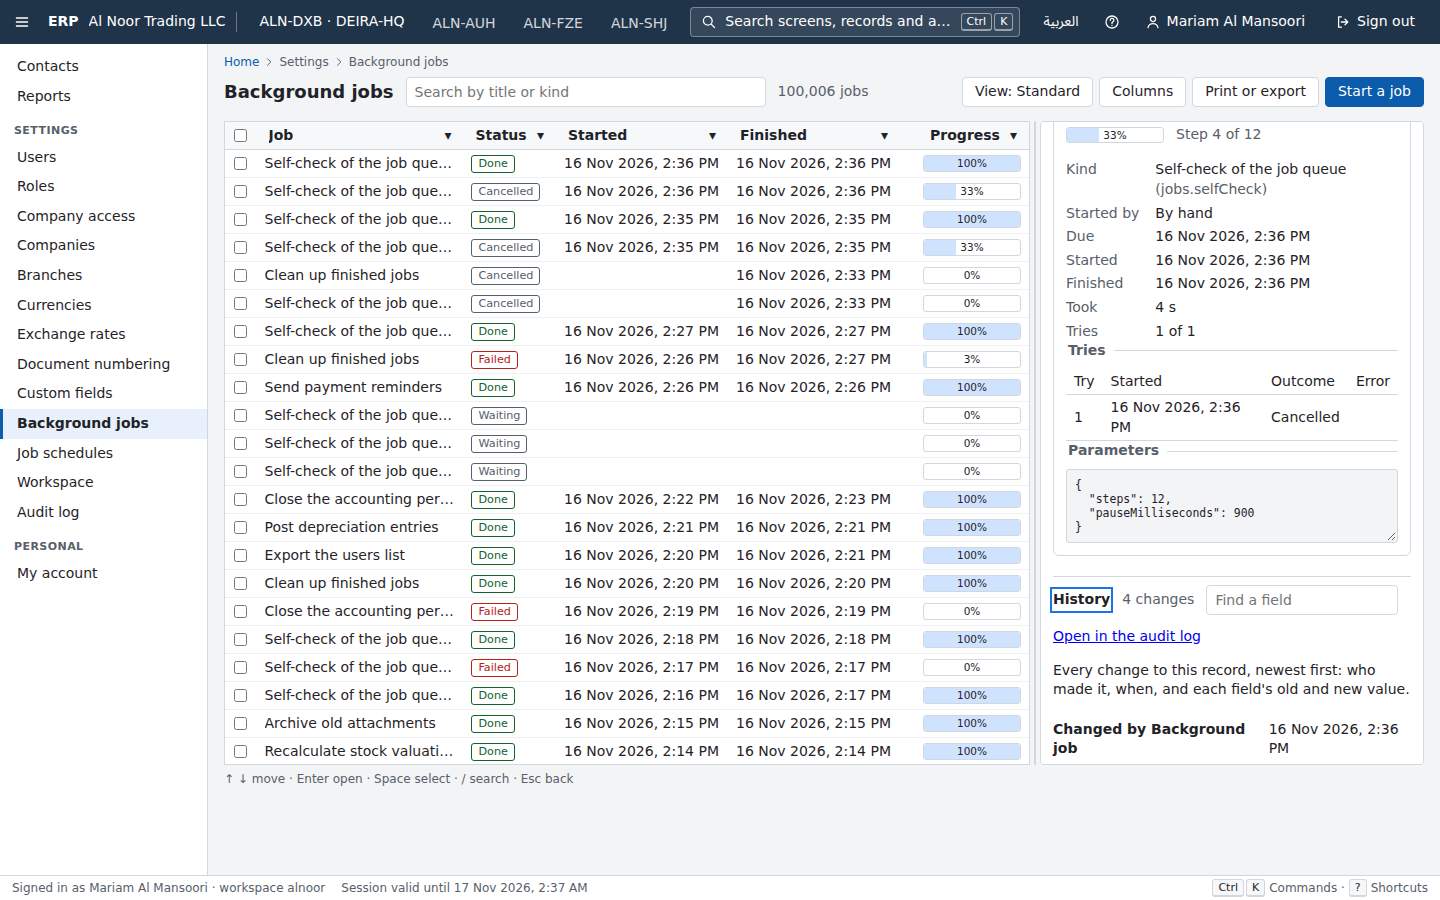 ERP Al Noor Trading LLC ALN-DXB · DEIRA-HQ ALN-AUH ALN-FZE ALN-SHJ Search screens, records and a… Ctrl K العربية Mariam Al Mansoori Sign out
Contacts
Reports
SETTINGS
Users
Roles
Company access
Companies
Branches
Currencies
Exchange rates
Document numbering
Custom fields
Background jobs
Job schedules
Workspace
Audit log
PERSONAL
My account
Home > Settings > Background jobs
Background jobs Search by title or kind 100,006 jobs View: Standard Columns Print or export Start a job
Job Status Started Finished Progress
Self-check of the job que… Done 16 Nov 2026, 2:36 PM 16 Nov 2026, 2:36 PM 100%
Self-check of the job que… Cancelled 16 Nov 2026, 2:36 PM 16 Nov 2026, 2:36 PM 33%
Self-check of the job que… Done 16 Nov 2026, 2:35 PM 16 Nov 2026, 2:35 PM 100%
Self-check of the job que… Cancelled 16 Nov 2026, 2:35 PM 16 Nov 2026, 2:35 PM 33%
Clean up finished jobs Cancelled 16 Nov 2026, 2:33 PM 0%
Self-check of the job que… Cancelled 16 Nov 2026, 2:33 PM 0%
Self-check of the job que… Done 16 Nov 2026, 2:27 PM 16 Nov 2026, 2:27 PM 100%
Clean up finished jobs Failed 16 Nov 2026, 2:26 PM 16 Nov 2026, 2:27 PM 3%
Send payment reminders Done 16 Nov 2026, 2:26 PM 16 Nov 2026, 2:26 PM 100%
Self-check of the job que… Waiting 0%
Self-check of the job que… Waiting 0%
Self-check of the job que… Waiting 0%
Close the accounting per… Done 16 Nov 2026, 2:22 PM 16 Nov 2026, 2:23 PM 100%
Post depreciation entries Done 16 Nov 2026, 2:21 PM 16 Nov 2026, 2:21 PM 100%
Export the users list Done 16 Nov 2026, 2:20 PM 16 Nov 2026, 2:21 PM 100%
Clean up finished jobs Done 16 Nov 2026, 2:20 PM 16 Nov 2026, 2:20 PM 100%
Close the accounting per… Failed 16 Nov 2026, 2:19 PM 16 Nov 2026, 2:19 PM 0%
Self-check of the job que… Done 16 Nov 2026, 2:18 PM 16 Nov 2026, 2:18 PM 100%
Self-check of the job que… Failed 16 Nov 2026, 2:17 PM 16 Nov 2026, 2:17 PM 0%
Self-check of the job que… Done 16 Nov 2026, 2:16 PM 16 Nov 2026, 2:17 PM 100%
Archive old attachments Done 16 Nov 2026, 2:15 PM 16 Nov 2026, 2:15 PM 100%
Recalculate stock valuati… Done 16 Nov 2026, 2:14 PM 16 Nov 2026, 2:14 PM 100%
↑ ↓ move · Enter open · Space select · / search · Esc back
33% Step 4 of 12
Kind Self-check of the job queue
(jobs.selfCheck)
Started by By hand
Due 16 Nov 2026, 2:36 PM
Started 16 Nov 2026, 2:36 PM
Finished 16 Nov 2026, 2:36 PM
Took 4 s
Tries 1 of 1
Tries
Try Started Outcome Error
1 16 Nov 2026, 2:36 PM Cancelled
Parameters
{
"steps": 12,
"pauseMilliseconds": 900
}
History 4 changes Find a field
Open in the audit log
Every change to this record, newest first: who
made it, when, and each field's old and new value.
Changed by Background job 16 Nov 2026, 2:36 PM
Signed in as Mariam Al Mansoori · workspace alnoor Session valid until 17 Nov 2026, 2:37 AM Ctrl K Commands · ? Shortcuts